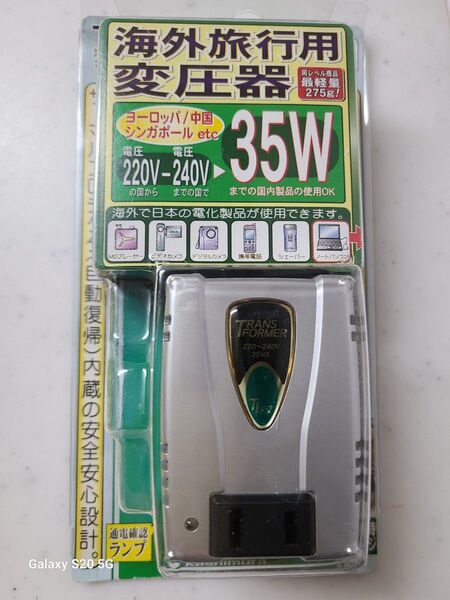 海外旅行用
変圧器
同レベル商品
最軽量
275g!
ヨーロッパ/中国
シンガポール etc
電圧 電圧
220V-240V
の国から までの国で
35W
までの国内製品の使用OK
海外で日本の電化製品が使用できます。
MDプレーヤー ビデオカメラ デジタルカメラ 携帯電話 シェーバー ノートパソコン
自動復帰)内蔵の安全安心設計。
TRANS
FORMER
220~240V
35VA
通電確認
ランプ
Kashimura
Galaxy S20 5G